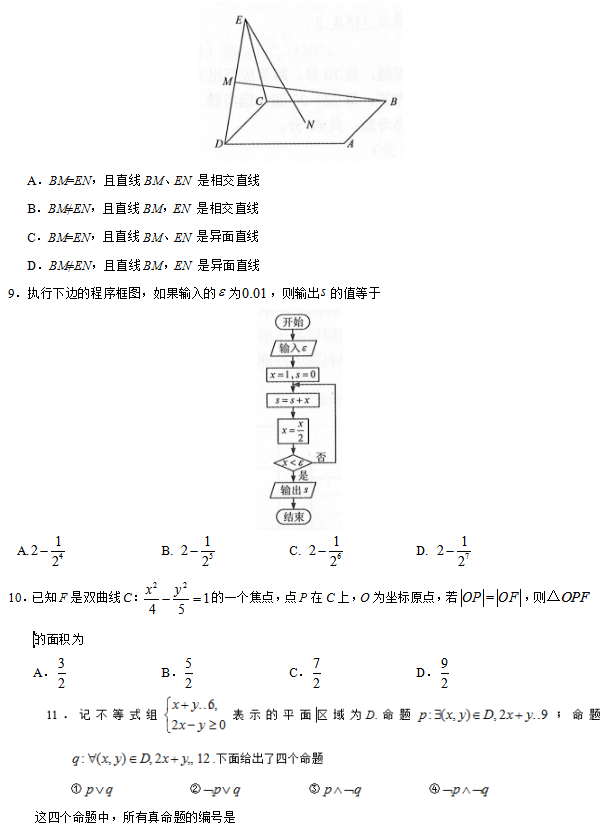 E
M
C
B
N
D
A
A．BM=EN，且直线 BM、EN 是相交直线
B．BM≠EN，且直线 BM，EN 是相交直线
C．BM=EN，且直线 BM、EN 是异面直线
D．BM≠EN，且直线 BM，EN 是异面直线
9．执行下边的程序框图，如果输入的 ε 为0.01，则输出 s 的值等于
开始
输入 ε
x=1, s=0
s=s+x
x=x/2
x<ε 否
是
输出 s
结束
A. 2−1/2⁴ B. 2−1/2⁵ C. 2−1/2⁶ D. 2−1/2⁷
10．已知 F 是双曲线 C：x²/4−y²/5=1的一个焦点，点 P 在 C 上，O 为坐标原点，若|OP|=|OF|，则△OPF
的面积为
A．3/2 B．5/2 C．7/2 D．9/2
11．记不等式组{x+y..6, 2x−y≥0 表示的平面区域为 D. 命题 p:∃(x,y)∈D,2x+y..9；命题
q:∀(x,y)∈D,2x+y,, 12 .下面给出了四个命题
① p∨q ② ¬p∨q ③ p∧¬q ④ ¬p∧¬q
这四个命题中，所有真命题的编号是